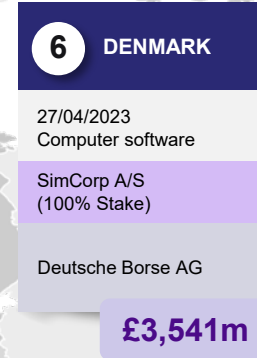 6 DENMARK
27/04/2023
Computer software
SimCorp A/S
(100% Stake)
Deutsche Borse AG
£3,541m